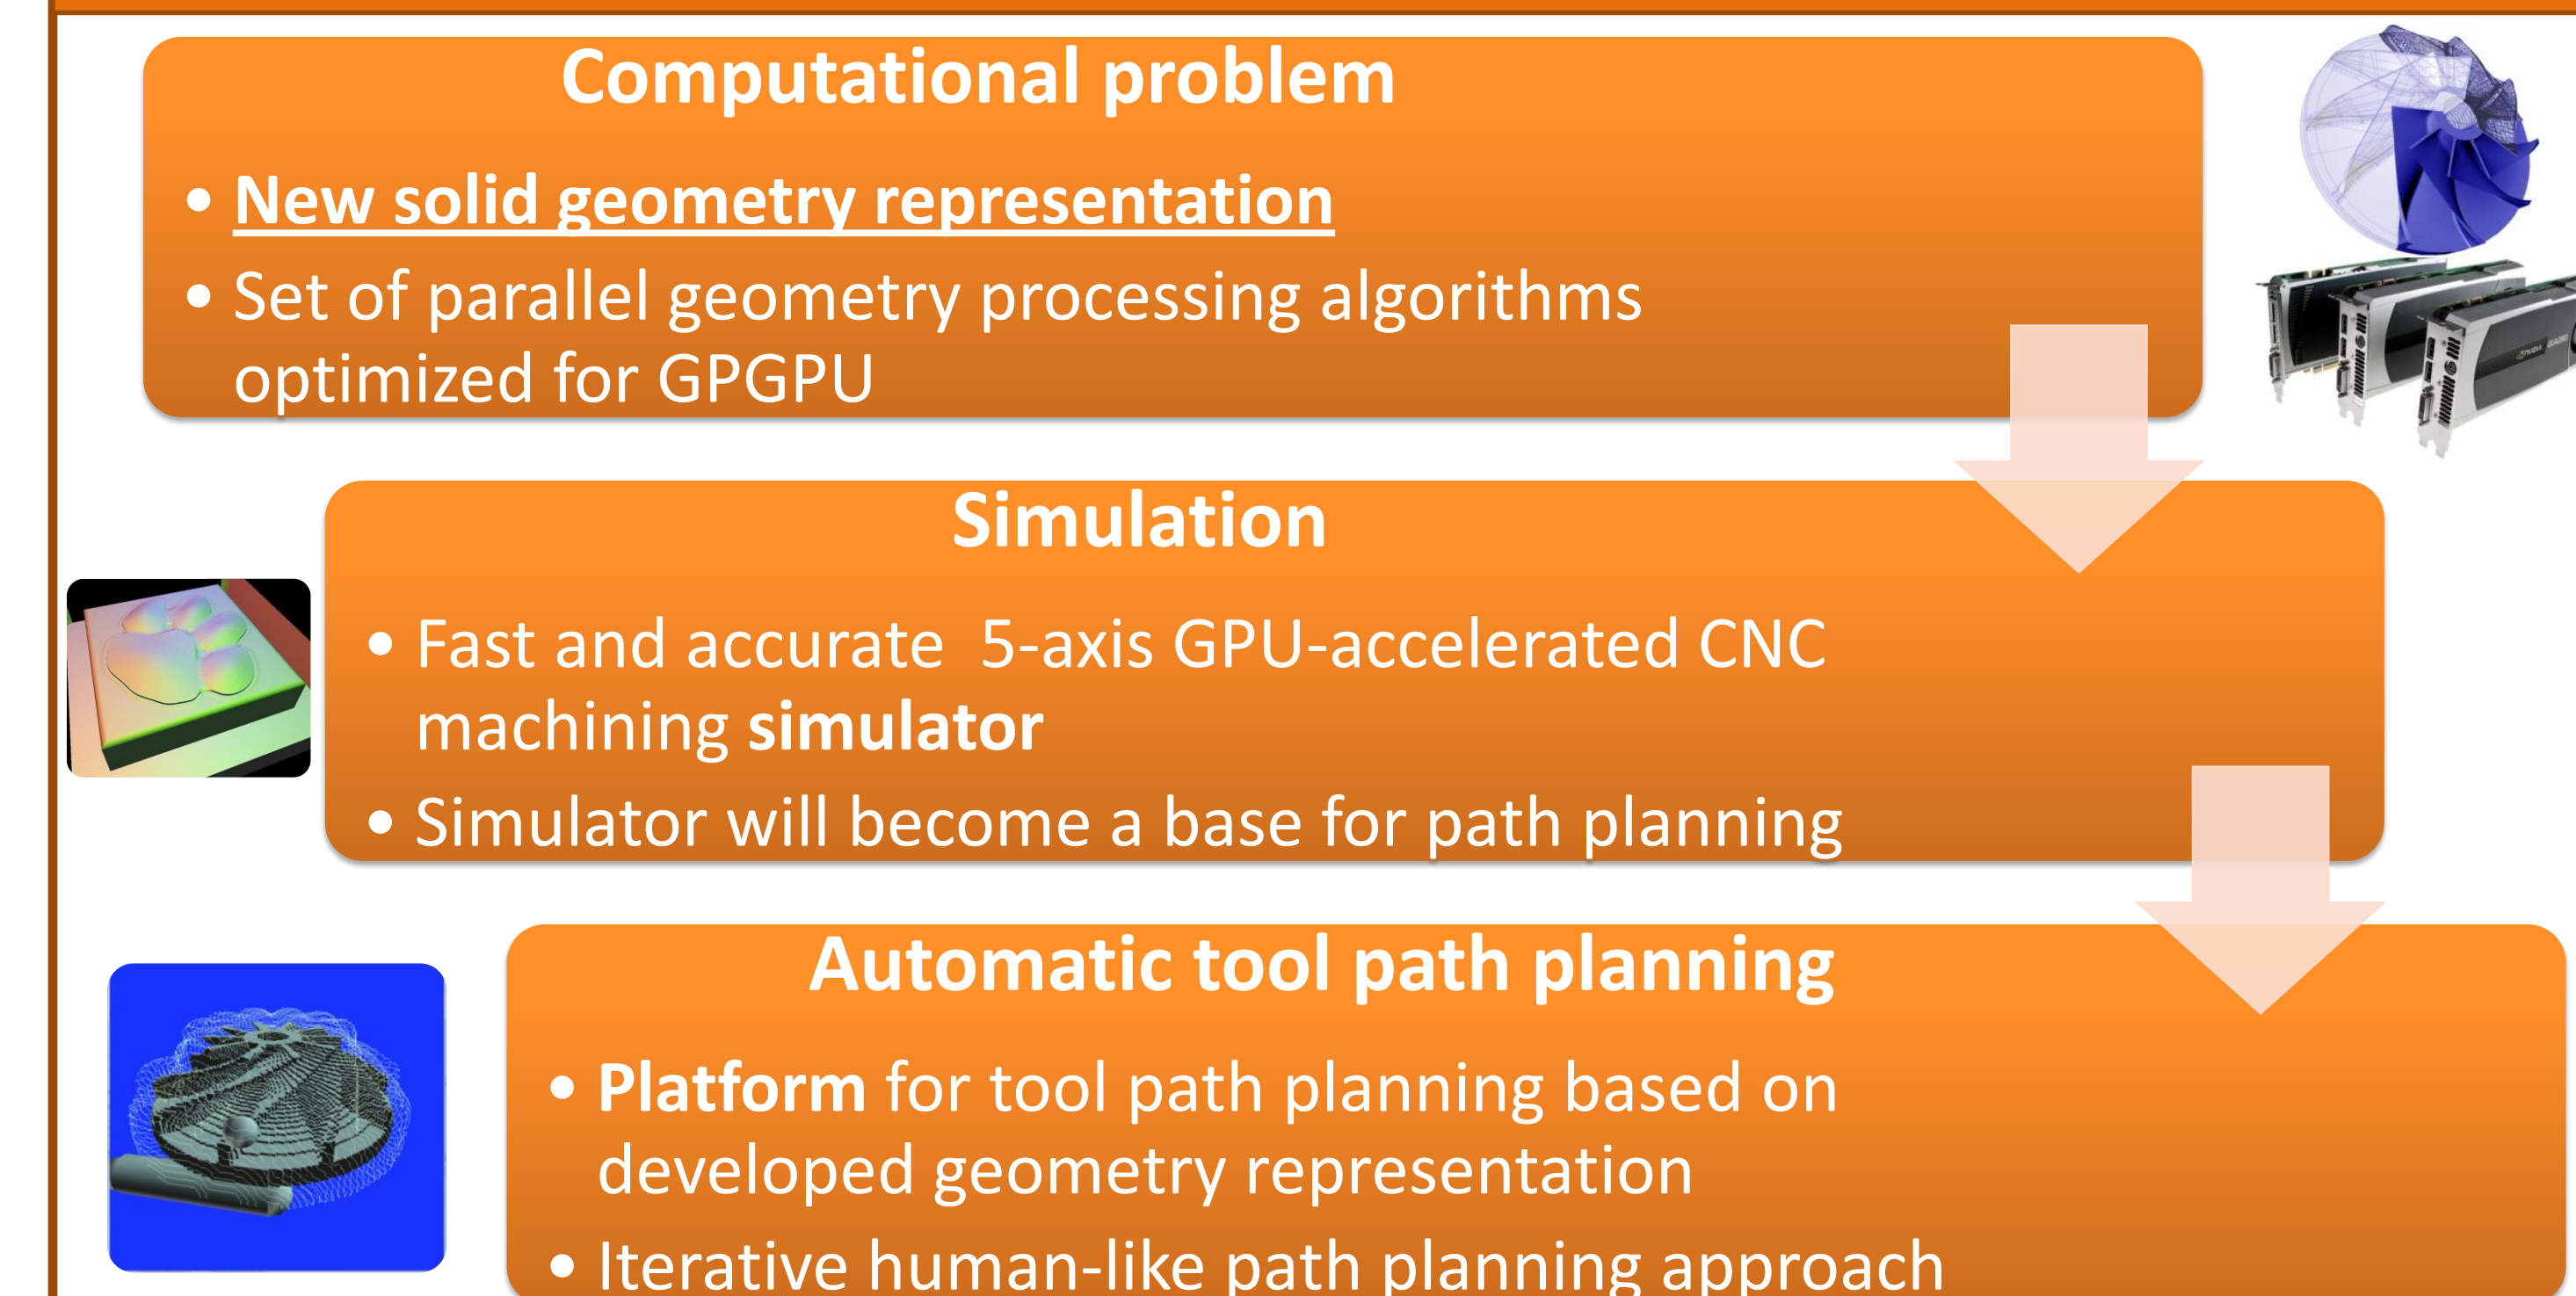 Computational problem
• New solid geometry representation
• Set of parallel geometry processing algorithms
optimized for GPGPU
Simulation
• Fast and accurate  5-axis GPU-accelerated CNC
machining simulator
• Simulator will become a base for path planning
Automatic tool path planning
• Platform for tool path planning based on
developed geometry representation
• Iterative human-like path planning approach
NVIDIA